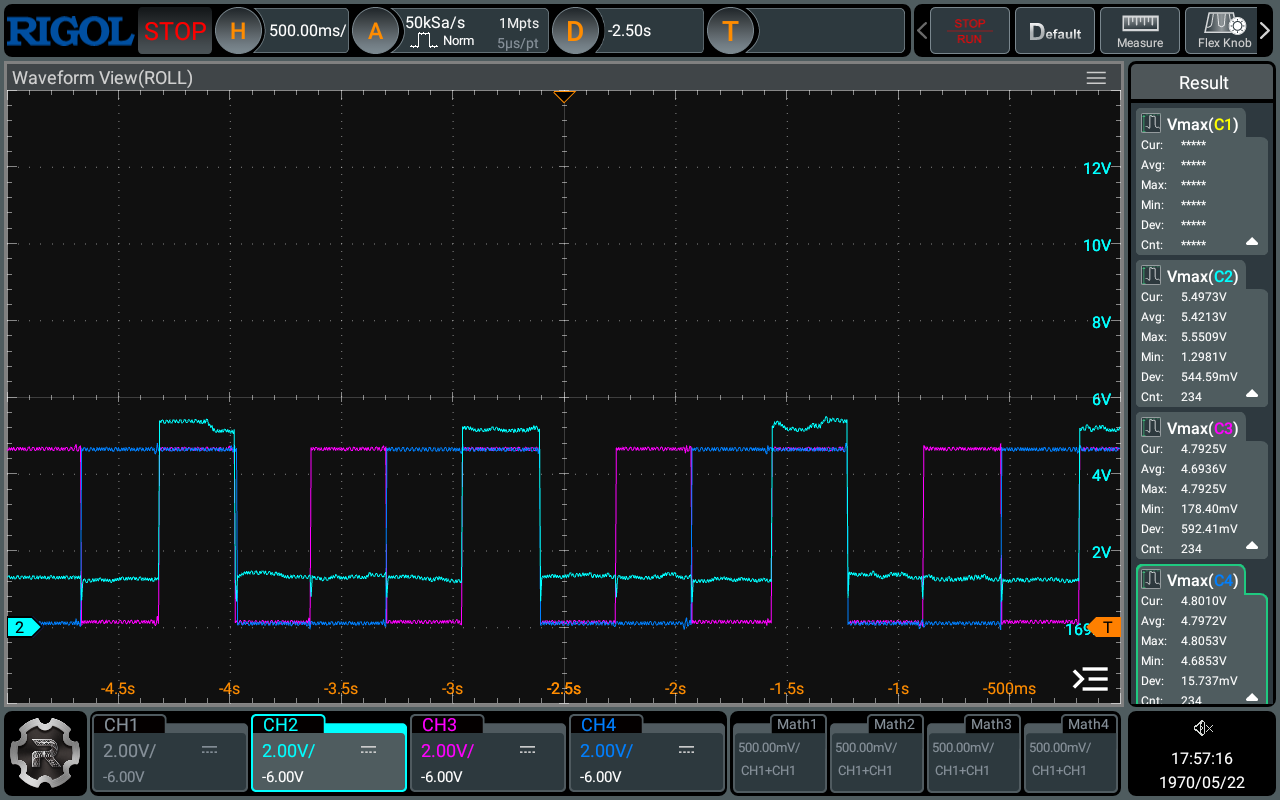 RIGOL STOP H 500.00ms/ A 50kSa/s Norm 1Mpts 5µs/pt D -2.50s T STOP RUN Default Measure Flex Knob
Waveform View(ROLL)
12V
10V
8V
6V
4V
2V
169
T
2
-4.5s -4s -3.5s -3s -2.5s -2s -1.5s -1s -500ms
Result
Vmax(C1)
Cur: *****
Avg: *****
Max: *****
Min: *****
Dev: *****
Cnt: *****
Vmax(C2)
Cur: 5.4973V
Avg: 5.4213V
Max: 5.5509V
Min: 1.2981V
Dev: 544.59mV
Cnt: 234
Vmax(C3)
Cur: 4.7925V
Avg: 4.6936V
Max: 4.7925V
Min: 178.40mV
Dev: 592.41mV
Cnt: 234
Vmax(C4)
Cur: 4.8010V
Avg: 4.7972V
Max: 4.8053V
Min: 4.6853V
Dev: 15.737mV
Cnt: 234
R
CH1
2.00V/
-6.00V
CH2
2.00V/
-6.00V
CH3
2.00V/
-6.00V
CH4
2.00V/
-6.00V
Math1
500.00mV/
CH1+CH1
Math2
500.00mV/
CH1+CH1
Math3
500.00mV/
CH1+CH1
Math4
500.00mV/
CH1+CH1
17:57:16
1970/05/22